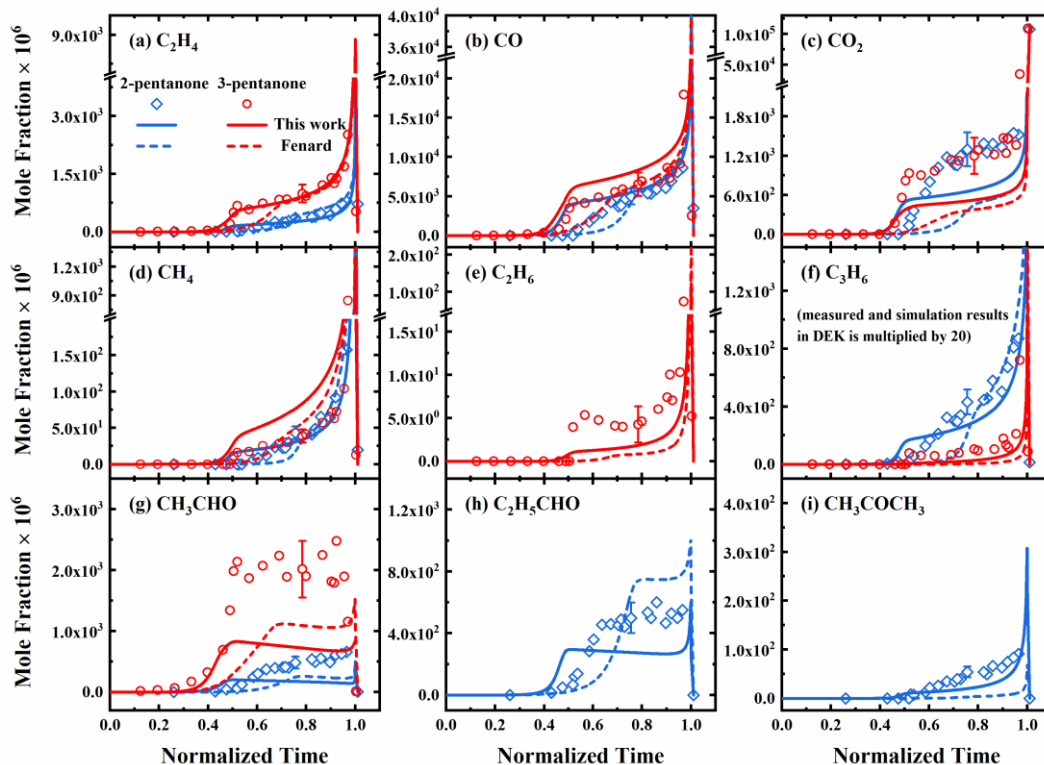 Mole Fraction × 10⁶
9.0×10³
3.0×10³
1.5×10³
0.0
(a) C₂H₄
2-pentanone 3-pentanone
This work
Fenard
4.0×10⁴
3.0×10⁴
2.0×10⁴
1.5×10⁴
1.0×10⁴
5.0×10³
0.0
(b) CO
1.0×10⁵
5.0×10⁴
1.8×10³
1.2×10³
6.0×10²
0.0
(c) CO₂
Mole Fraction × 10⁶
1.2×10³
9.0×10²
1.5×10²
1.0×10²
5.0×10¹
0.0
(d) CH₄
2.0×10²
1.0×10²
1.5×10¹
1.0×10¹
5.0×10⁰
0.0
(e) C₂H₆
1.2×10³
8.0×10²
4.0×10²
0.0
(f) C₃H₆
(measured and simulation results
in DEK is multiplied by 20)
Mole Fraction × 10⁶
3.0×10³
2.0×10³
1.0×10³
0.0
(g) CH₃CHO
1.2×10³
8.0×10²
4.0×10²
0.0
(h) C₂H₅CHO
4.0×10²
3.0×10²
2.0×10²
1.0×10²
0.0
(i) CH₃COCH₃
0.0 0.2 0.4 0.6 0.8 1.0
0.0 0.2 0.4 0.6 0.8 1.0
0.0 0.2 0.4 0.6 0.8 1.0
Normalized Time
Normalized Time
Normalized Time